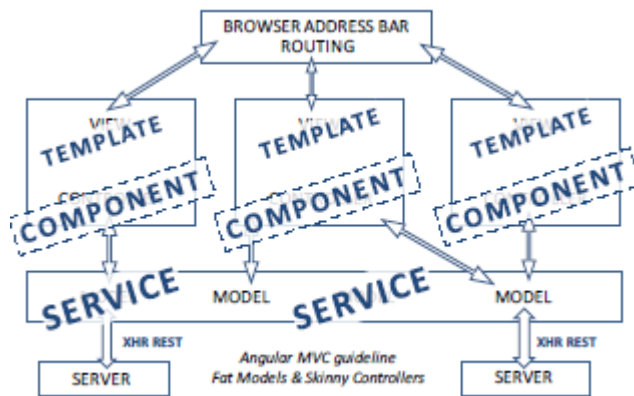 BROWSER ADDRESS BAR
ROUTING
TEMPLATE
TEMPLATE
TEMPLATE
COMPONENT
COMPONENT
COMPONENT
SERVICE
MODEL
SERVICE
MODEL
XHR REST
XHR REST
SERVER
Angular MVC guideline
Fat Models & Skinny Controllers
SERVER